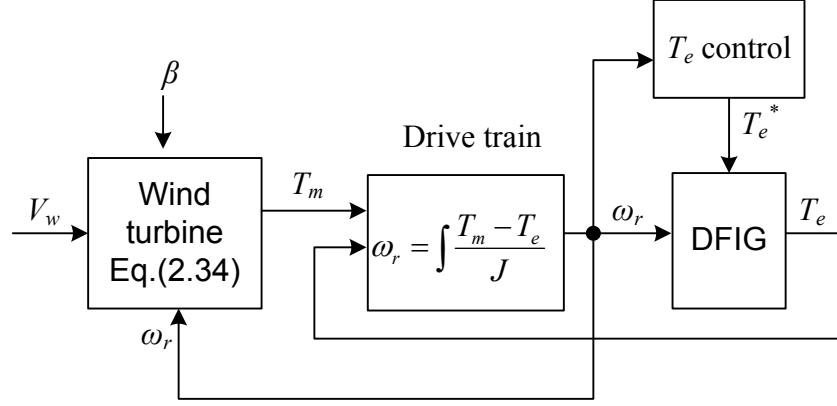 T_e control
β
T_e^*
Drive train
V_w
Wind
turbine
Eq.(2.34)
T_m
ω_r = ∫ (T_m − T_e) / J
ω_r
DFIG
T_e
ω_r